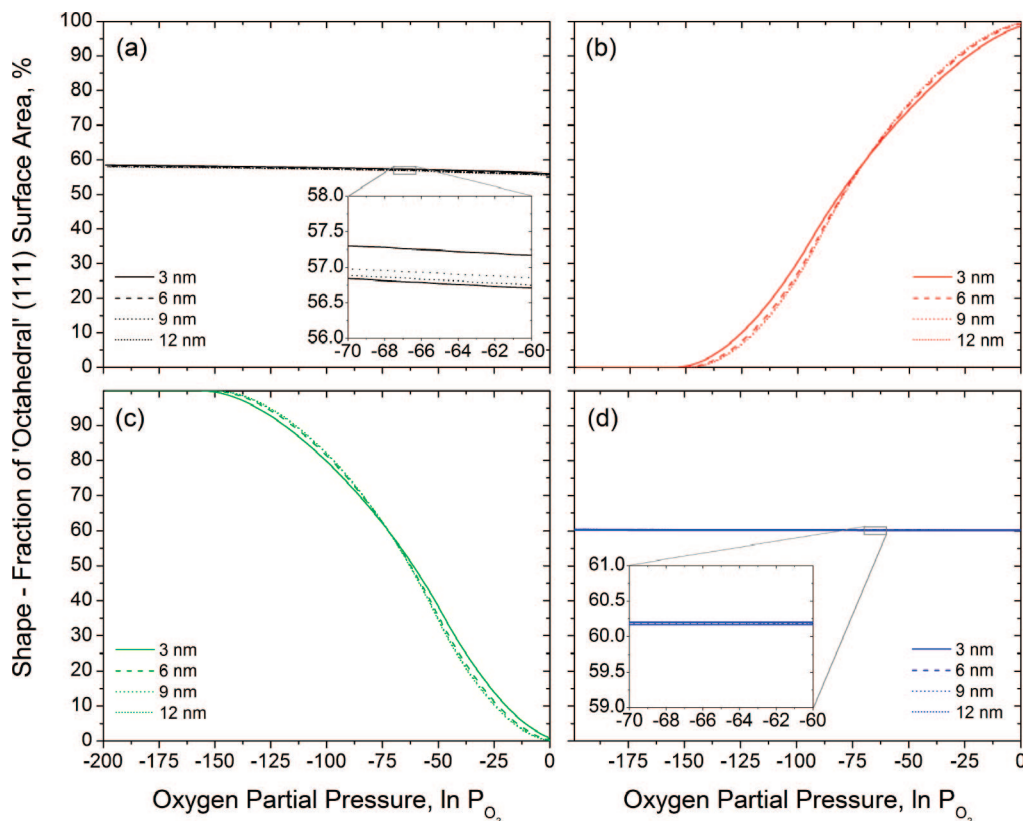 Shape - Fraction of 'Octahedral' (111) Surface Area, %
(a)
100
90
80
70
60
50
40
30
20
10
0
3 nm
6 nm
9 nm
12 nm
58.0
57.5
57.0
56.5
56.0
-70 -68 -66 -64 -62 -60
(b)
3 nm
6 nm
9 nm
12 nm
(c)
90
80
70
60
50
40
30
20
10
0
3 nm
6 nm
9 nm
12 nm
-200 -175 -150 -125 -100 -75 -50 -25 0
Oxygen Partial Pressure, ln P
(d)
61.0
60.5
60.0
59.5
59.0
-70 -68 -66 -64 -62 -60
3 nm
6 nm
9 nm
12 nm
-175 -150 -125 -100 -75 -50 -25 0
Oxygen Partial Pressure, ln P